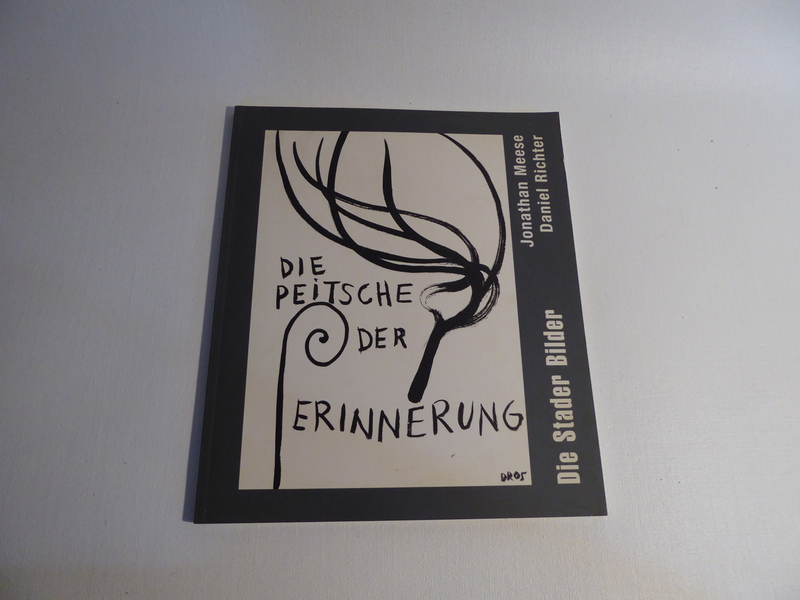 DIE
PEiTSCHE
DER
ERINNERUNG
DR05
Jonathan Meese
Daniel Richter
Die Stader Bilder